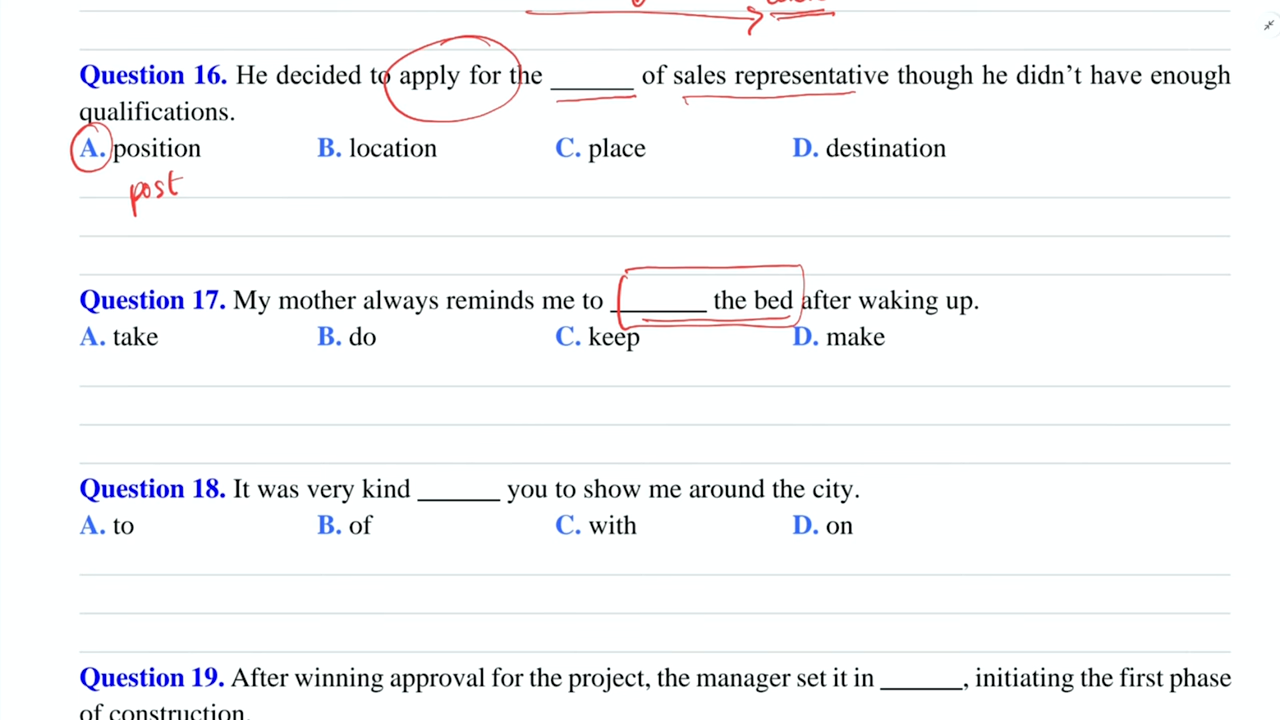 Question 16. He decided to apply for the ______ of sales representative though he didn't have enough
qualifications.
A. position B. location C. place D. destination
post
Question 17. My mother always reminds me to _______ the bed after waking up.
A. take B. do C. keep D. make
Question 18. It was very kind ______ you to show me around the city.
A. to B. of C. with D. on
Question 19. After winning approval for the project, the manager set it in ______, initiating the first phase
of construction.